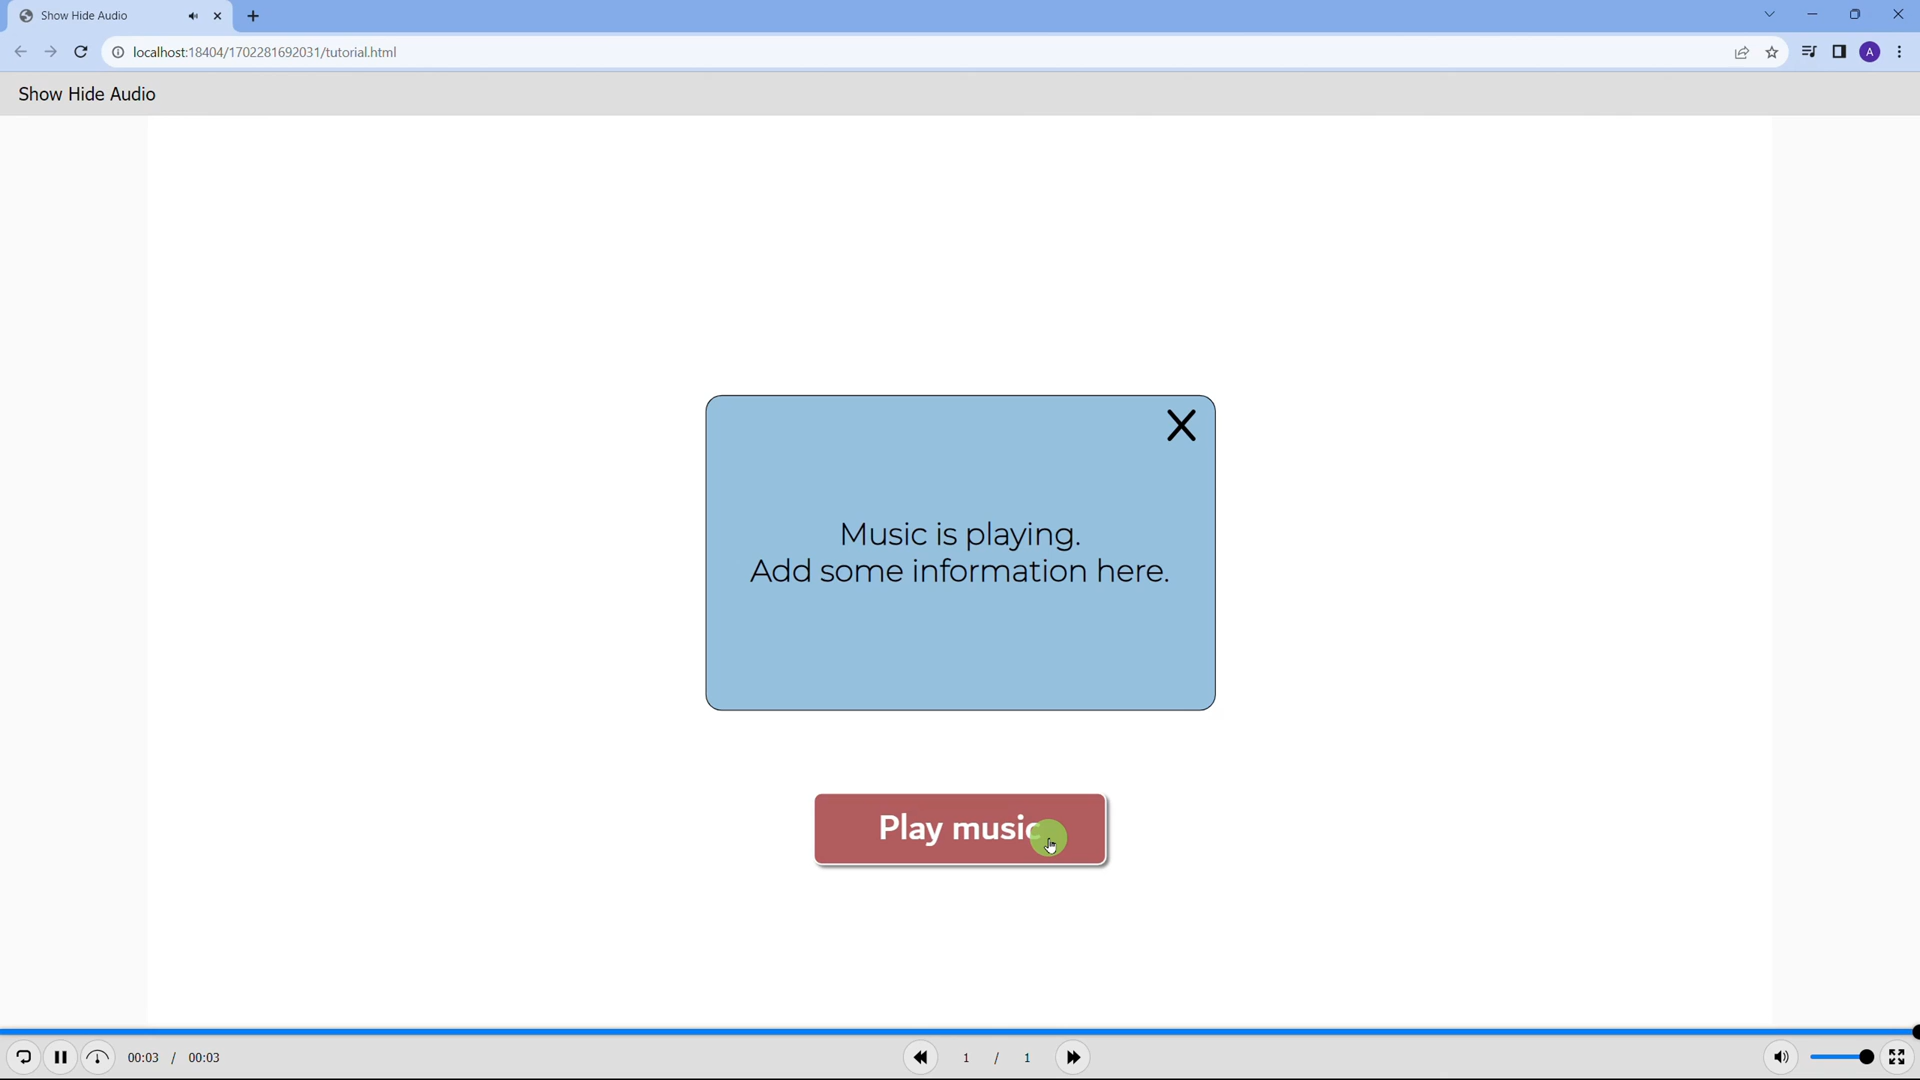 Show Hide Audio
localhost:18404/1702281692031/tutorial.html
A
Show Hide Audio
Music is playing.
Add some information here.
Play music
00:03 / 00:03
1 / 1